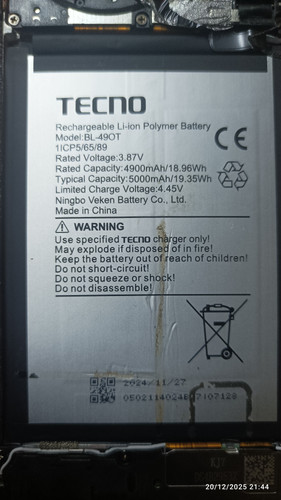 TECNO
Rechargeable Li-ion Polymer Battery
Model:BL-49OT
1ICP5/65/89
Rated Voltage:3.87V
Rated Capacity:4900mAh/18.96Wh
Typical Capacity:5000mAh/19.35Wh
Limited Charge Voltage:4.45V
Ningbo Veken Battery Co., Ltd.
Made in China
CE
WARNING
Use specified TECNO charger only!
May explode if disposed of in fire!
Keep the battery out of reach of children!
Do not short-circuit!
Do not squeeze or shock!
Do not disassemble!
2024/11/27
20/12/2025 21:44